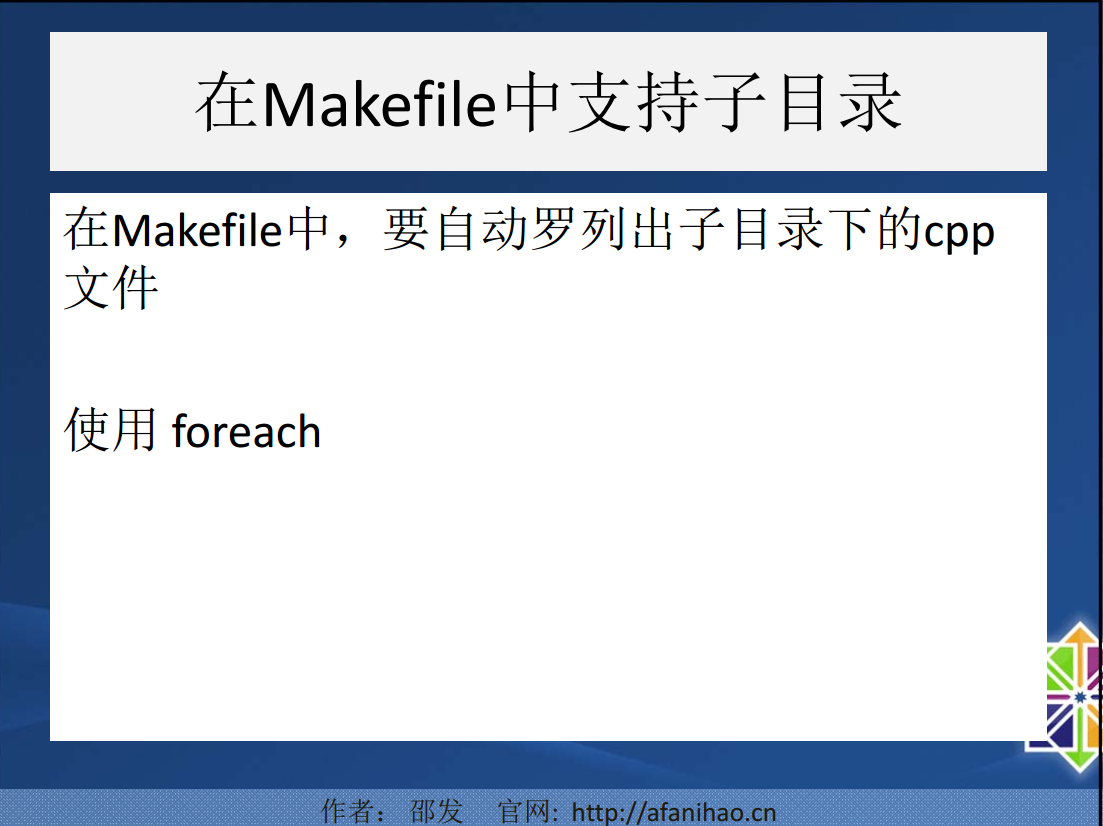 在Makefile中支持子目录
在Makefile中，要自动罗列出子目录下的cpp
文件
使用 foreach
作者： 邵发 官网: http://afanihao.cn